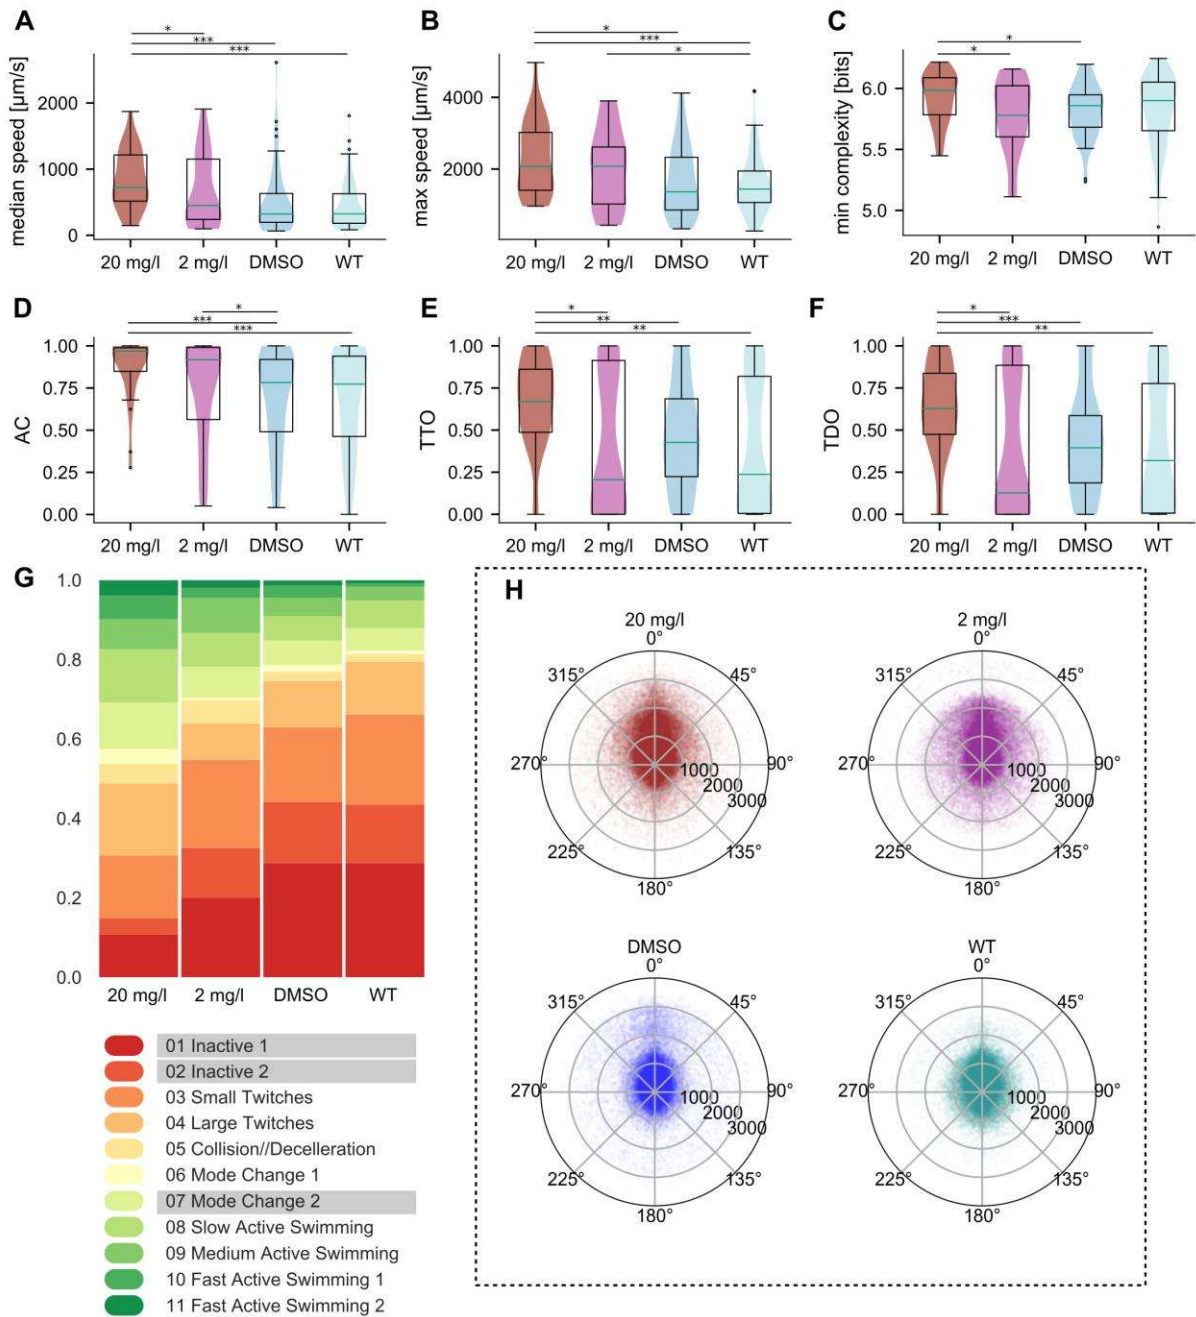 A
*
***
***
median speed [µm/s]
2000
1000
0
20 mg/l 2 mg/l DMSO WT
B
*
***
*
max speed [µm/s]
4000
2000
20 mg/l 2 mg/l DMSO WT
C
*
*
min complexity [bits]
6.0
5.5
5.0
20 mg/l 2 mg/l DMSO WT
D
*
***
***
AC
1.00
0.75
0.50
0.25
0.00
20 mg/l 2 mg/l DMSO WT
E
*
**
**
TTO
1.00
0.75
0.50
0.25
0.00
20 mg/l 2 mg/l DMSO WT
F
*
***
**
TDO
1.00
0.75
0.50
0.25
0.00
20 mg/l 2 mg/l DMSO WT
G
1.0
0.8
0.6
0.4
0.2
0.0
20 mg/l 2 mg/l DMSO WT
01 Inactive 1
02 Inactive 2
03 Small Twitches
04 Large Twitches
05 Collision//Decelleration
06 Mode Change 1
07 Mode Change 2
08 Slow Active Swimming
09 Medium Active Swimming
10 Fast Active Swimming 1
11 Fast Active Swimming 2
H
20 mg/l
0°
315° 45°
270° 90°
1000
2000
3000
225° 135°
180°
2 mg/l
0°
315° 45°
270° 90°
1000
2000
3000
225° 135°
180°
DMSO
0°
315° 45°
270° 90°
1000
2000
3000
225° 135°
180°
WT
0°
315° 45°
270° 90°
1000
2000
3000
225° 135°
180°